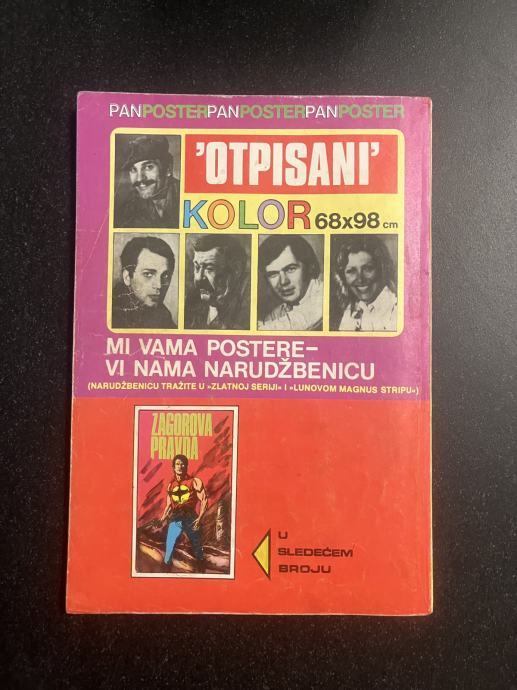 PANPOSTERPANPOSTERPANPOSTER
'OTPISANI'
KOLOR 68x98 cm
MI VAMA POSTERE–
VI NAMA NARUDŽBENICU
(NARUDŽBENICU TRAŽITE U »ZLATNOJ SERIJI« I »LUNOVOM MAGNUS STRIPU«)
ZAGOROVA
PRAVDA
U
SLEDEĆEM
BROJU